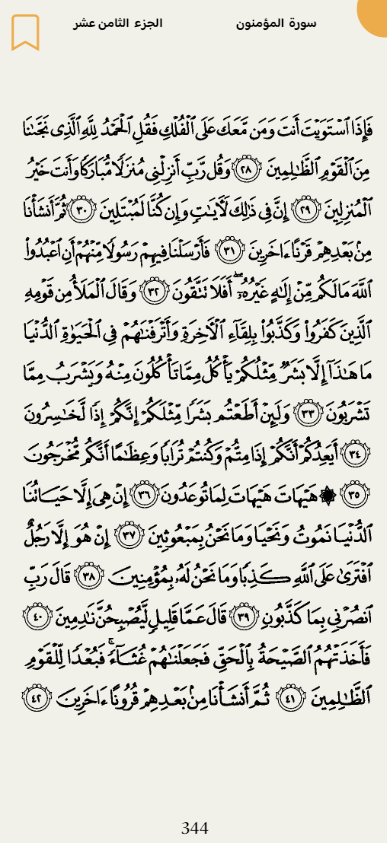 سورة المؤمنون
الجزء الثامن عشر
فَإِذَا ٱسۡتَوَيۡتَ أَنتَ وَمَن مَّعَكَ عَلَى ٱلۡفُلۡكِ فَقُلِ ٱلۡحَمۡدُ لِلَّهِ ٱلَّذِي نَجَّىٰنَا
مِنَ ٱلۡقَوۡمِ ٱلظَّٰلِمِينَ ٢٨ وَقُل رَّبِّ أَنزِلۡنِي مُنزَلٗا مُّبَارَكٗا وَأَنتَ خَيۡرُ
ٱلۡمُنزِلِينَ ٢٩ إِنَّ فِي ذَٰلِكَ لَأٓيَٰتٖ وَإِن كُنَّا لَمُبۡتَلِينَ ٣٠ ثُمَّ أَنشَأۡنَا
مِنۢ بَعۡدِهِمۡ قَرۡنًا ءَاخَرِينَ ٣١ فَأَرۡسَلۡنَا فِيهِمۡ رَسُولٗا مِّنۡهُمۡ أَنِ ٱعۡبُدُواْ
ٱللَّهَ مَا لَكُم مِّنۡ إِلَٰهٍ غَيۡرُهُۥٓۚ أَفَلَا تَتَّقُونَ ٣٢ وَقَالَ ٱلۡمَلَأُ مِن قَوۡمِهِ
ٱلَّذِينَ كَفَرُواْ وَكَذَّبُواْ بِلِقَآءِ ٱلۡأٓخِرَةِ وَأَتۡرَفۡنَٰهُمۡ فِي ٱلۡحَيَوٰةِ ٱلدُّنۡيَا
مَا هَٰذَآ إِلَّا بَشَرٞ مِّثۡلُكُمۡ يَأۡكُلُ مِمَّا تَأۡكُلُونَ مِنۡهُ وَيَشۡرَبُ مِمَّا
تَشۡرَبُونَ ٣٣ وَلَئِنۡ أَطَعۡتُم بَشَرٗا مِّثۡلَكُمۡ إِنَّكُمۡ إِذٗا لَّخَٰسِرُونَ
٣٤ أَيَعِدُكُمۡ أَنَّكُمۡ إِذَا مِتُّمۡ وَكُنتُمۡ تُرَابٗا وَعِظَٰمًا أَنَّكُم مُّخۡرَجُونَ
٣٥ ۞ هَيۡهَاتَ هَيۡهَاتَ لِمَا تُوعَدُونَ ٣٦ إِنۡ هِيَ إِلَّا حَيَاتُنَا
ٱلدُّنۡيَا نَمُوتُ وَنَحۡيَا وَمَا نَحۡنُ بِمَبۡعُوثِينَ ٣٧ إِنۡ هُوَ إِلَّا رَجُلٌ
ٱفۡتَرَىٰ عَلَى ٱللَّهِ كَذِبٗا وَمَا نَحۡنُ لَهُۥ بِمُؤۡمِنِينَ ٣٨ قَالَ رَبِّ
ٱنصُرۡنِي بِمَا كَذَّبُونِ ٣٩ قَالَ عَمَّا قَلِيلٖ لَّيُصۡبِحُنَّ نَٰدِمِينَ ٤٠
فَأَخَذَتۡهُمُ ٱلصَّيۡحَةُ بِٱلۡحَقِّ فَجَعَلۡنَٰهُمۡ غُثَآءٗۚ فَبُعۡدٗا لِّلۡقَوۡمِ
ٱلظَّٰلِمِينَ ٤١ ثُمَّ أَنشَأۡنَا مِنۢ بَعۡدِهِمۡ قُرُونًا ءَاخَرِينَ ٤٢
344